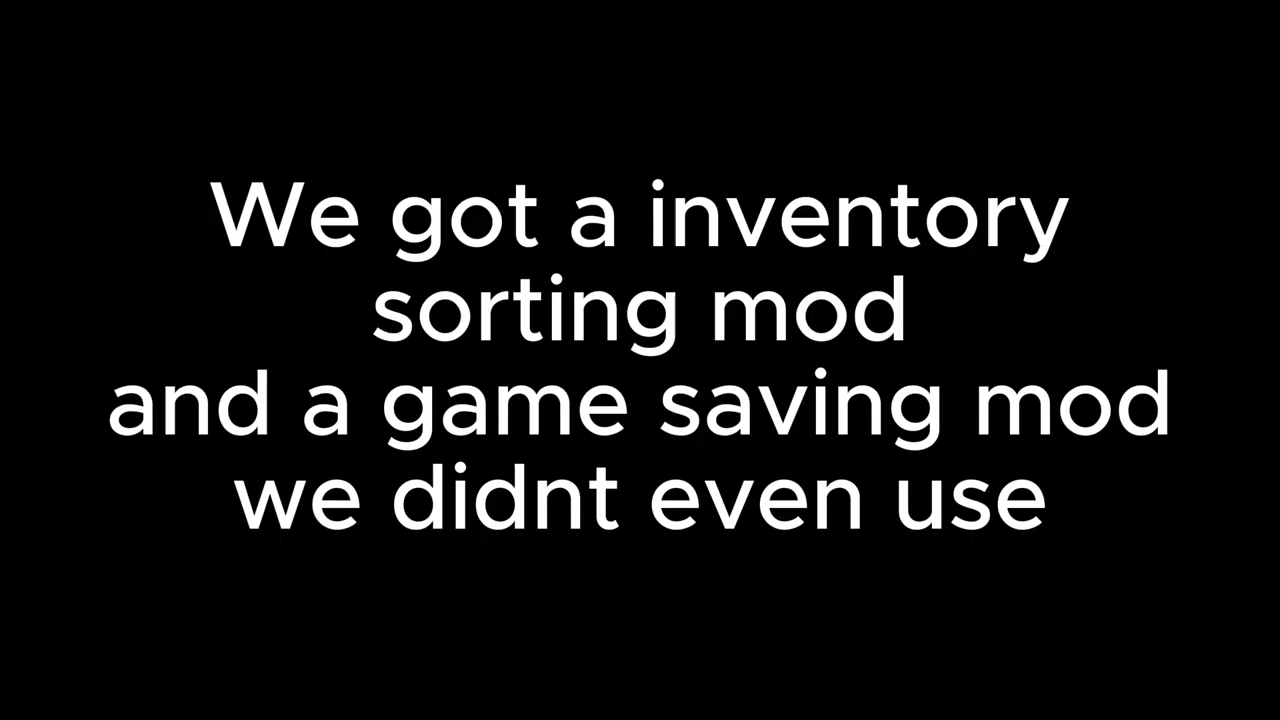 We got a inventory
sorting mod
and a game saving mod
we didnt even use